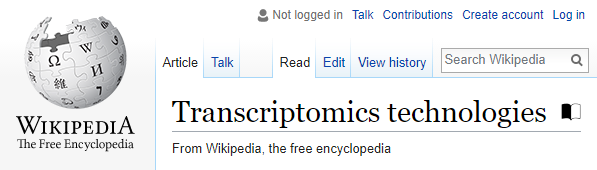 Not logged in Talk Contributions Create account Log in
Article Talk Read Edit View history Search Wikipedia
Ω W И
維
WIKIPEDIA
The Free Encyclopedia
Transcriptomics technologies
From Wikipedia, the free encyclopedia